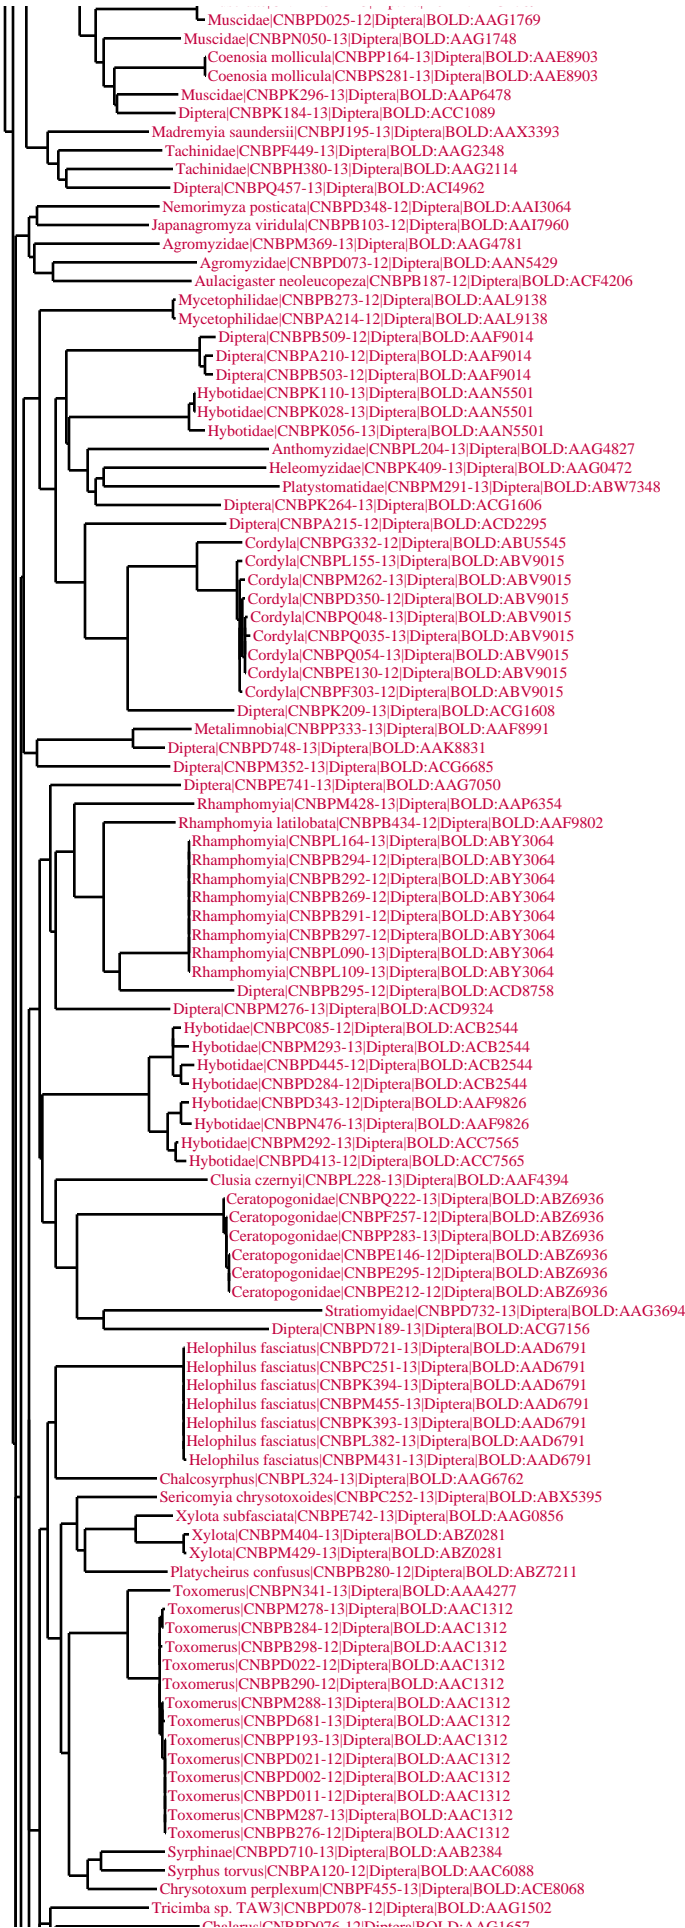 Muscidae|CNBPD025-12|Diptera|BOLD:AAG1769
Muscidae|CNBPN050-13|Diptera|BOLD:AAG1748
Coenosia mollicula|CNBPP164-13|Diptera|BOLD:AAE8903
Coenosia mollicula|CNBPS281-13|Diptera|BOLD:AAE8903
Muscidae|CNBPK296-13|Diptera|BOLD:AAP6478
Diptera|CNBPK184-13|Diptera|BOLD:ACC1089
Madremyia saundersii|CNBPJ195-13|Diptera|BOLD:AAX3393
Tachinidae|CNBPF449-13|Diptera|BOLD:AAG2348
Tachinidae|CNBPH380-13|Diptera|BOLD:AAG2114
Diptera|CNBPQ457-13|Diptera|BOLD:ACI4962
Nemorimyza posticata|CNBPD348-12|Diptera|BOLD:AAI3064
Japanagromyza viridula|CNBPB103-12|Diptera|BOLD:AAI7960
Agromyzidae|CNBPM369-13|Diptera|BOLD:AAG4781
Agromyzidae|CNBPD073-12|Diptera|BOLD:AAN5429
Aulacigaster neoleucopeza|CNBPB187-12|Diptera|BOLD:ACF4206
Mycetophilidae|CNBPB273-12|Diptera|BOLD:AAL9138
Mycetophilidae|CNBPA214-12|Diptera|BOLD:AAL9138
Diptera|CNBPB509-12|Diptera|BOLD:AAF9014
Diptera|CNBPA210-12|Diptera|BOLD:AAF9014
Diptera|CNBPB503-12|Diptera|BOLD:AAF9014
Hybotidae|CNBPK110-13|Diptera|BOLD:AAN5501
Hybotidae|CNBPK028-13|Diptera|BOLD:AAN5501
Hybotidae|CNBPK056-13|Diptera|BOLD:AAN5501
Anthomyzidae|CNBPL204-13|Diptera|BOLD:AAG4827
Heleomyzidae|CNBPK409-13|Diptera|BOLD:AAG0472
Platystomatidae|CNBPM291-13|Diptera|BOLD:ABW7348
Diptera|CNBPK264-13|Diptera|BOLD:ACG1606
Diptera|CNBPA215-12|Diptera|BOLD:ACD2295
Cordyla|CNBPG332-12|Diptera|BOLD:ABU5545
Cordyla|CNBPL155-13|Diptera|BOLD:ABV9015
Cordyla|CNBPM262-13|Diptera|BOLD:ABV9015
Cordyla|CNBPD350-12|Diptera|BOLD:ABV9015
Cordyla|CNBPQ048-13|Diptera|BOLD:ABV9015
Cordyla|CNBPQ035-13|Diptera|BOLD:ABV9015
Cordyla|CNBPQ054-13|Diptera|BOLD:ABV9015
Cordyla|CNBPE130-12|Diptera|BOLD:ABV9015
Cordyla|CNBPF303-12|Diptera|BOLD:ABV9015
Diptera|CNBPK209-13|Diptera|BOLD:ACG1608
Metalimnobia|CNBPP333-13|Diptera|BOLD:AAF8991
Diptera|CNBPD748-13|Diptera|BOLD:AAK8831
Diptera|CNBPM352-13|Diptera|BOLD:ACG6685
Diptera|CNBPE741-13|Diptera|BOLD:AAG7050
Rhamphomyia|CNBPM428-13|Diptera|BOLD:AAP6354
Rhamphomyia latilobata|CNBPB434-12|Diptera|BOLD:AAF9802
Rhamphomyia|CNBPL164-13|Diptera|BOLD:ABY3064
Rhamphomyia|CNBPB294-12|Diptera|BOLD:ABY3064
Rhamphomyia|CNBPB292-12|Diptera|BOLD:ABY3064
Rhamphomyia|CNBPB269-12|Diptera|BOLD:ABY3064
Rhamphomyia|CNBPB291-12|Diptera|BOLD:ABY3064
Rhamphomyia|CNBPB297-12|Diptera|BOLD:ABY3064
Rhamphomyia|CNBPL090-13|Diptera|BOLD:ABY3064
Rhamphomyia|CNBPL109-13|Diptera|BOLD:ABY3064
Diptera|CNBPB295-12|Diptera|BOLD:ACD8758
Diptera|CNBPM276-13|Diptera|BOLD:ACD9324
Hybotidae|CNBPC085-12|Diptera|BOLD:ACB2544
Hybotidae|CNBPM293-13|Diptera|BOLD:ACB2544
Hybotidae|CNBPD445-12|Diptera|BOLD:ACB2544
Hybotidae|CNBPD284-12|Diptera|BOLD:ACB2544
Hybotidae|CNBPD343-12|Diptera|BOLD:AAF9826
Hybotidae|CNBPN476-13|Diptera|BOLD:AAF9826
Hybotidae|CNBPM292-13|Diptera|BOLD:ACC7565
Hybotidae|CNBPD413-12|Diptera|BOLD:ACC7565
Clusia czernyi|CNBPL228-13|Diptera|BOLD:AAF4394
Ceratopogonidae|CNBPQ222-13|Diptera|BOLD:ABZ6936
Ceratopogonidae|CNBPF257-12|Diptera|BOLD:ABZ6936
Ceratopogonidae|CNBPP283-13|Diptera|BOLD:ABZ6936
Ceratopogonidae|CNBPE146-12|Diptera|BOLD:ABZ6936
Ceratopogonidae|CNBPE295-12|Diptera|BOLD:ABZ6936
Ceratopogonidae|CNBPE212-12|Diptera|BOLD:ABZ6936
Stratiomyidae|CNBPD732-13|Diptera|BOLD:AAG3694
Diptera|CNBPN189-13|Diptera|BOLD:ACG7156
Helophilus fasciatus|CNBPD721-13|Diptera|BOLD:AAD6791
Helophilus fasciatus|CNBPC251-13|Diptera|BOLD:AAD6791
Helophilus fasciatus|CNBPK394-13|Diptera|BOLD:AAD6791
Helophilus fasciatus|CNBPM455-13|Diptera|BOLD:AAD6791
Helophilus fasciatus|CNBPK393-13|Diptera|BOLD:AAD6791
Helophilus fasciatus|CNBPL382-13|Diptera|BOLD:AAD6791
Helophilus fasciatus|CNBPM431-13|Diptera|BOLD:AAD6791
Chalcosyrphus|CNBPL324-13|Diptera|BOLD:AAG6762
Sericomyia chrysotoxoides|CNBPC252-13|Diptera|BOLD:ABX5395
Xylota subfasciata|CNBPE742-13|Diptera|BOLD:AAG0856
Xylota|CNBPM404-13|Diptera|BOLD:ABZ0281
Xylota|CNBPM429-13|Diptera|BOLD:ABZ0281
Platycheirus confusus|CNBPB280-12|Diptera|BOLD:ABZ7211
Toxomerus|CNBPN341-13|Diptera|BOLD:AAA4277
Toxomerus|CNBPM278-13|Diptera|BOLD:AAC1312
Toxomerus|CNBPB284-12|Diptera|BOLD:AAC1312
Toxomerus|CNBPB298-12|Diptera|BOLD:AAC1312
Toxomerus|CNBPD022-12|Diptera|BOLD:AAC1312
Toxomerus|CNBPB290-12|Diptera|BOLD:AAC1312
Toxomerus|CNBPM288-13|Diptera|BOLD:AAC1312
Toxomerus|CNBPD681-13|Diptera|BOLD:AAC1312
Toxomerus|CNBPP193-13|Diptera|BOLD:AAC1312
Toxomerus|CNBPD021-12|Diptera|BOLD:AAC1312
Toxomerus|CNBPD002-12|Diptera|BOLD:AAC1312
Toxomerus|CNBPD011-12|Diptera|BOLD:AAC1312
Toxomerus|CNBPM287-13|Diptera|BOLD:AAC1312
Toxomerus|CNBPB276-12|Diptera|BOLD:AAC1312
Syrphinae|CNBPD710-13|Diptera|BOLD:AAB2384
Syrphus torvus|CNBPA120-12|Diptera|BOLD:AAC6088
Chrysotoxum perplexum|CNBPF455-13|Diptera|BOLD:ACE8068
Tricimba sp. TAW3|CNBPD078-12|Diptera|BOLD:AAG1502
Chalarus|CNBPD076-12|Diptera|BOLD:AAG1657